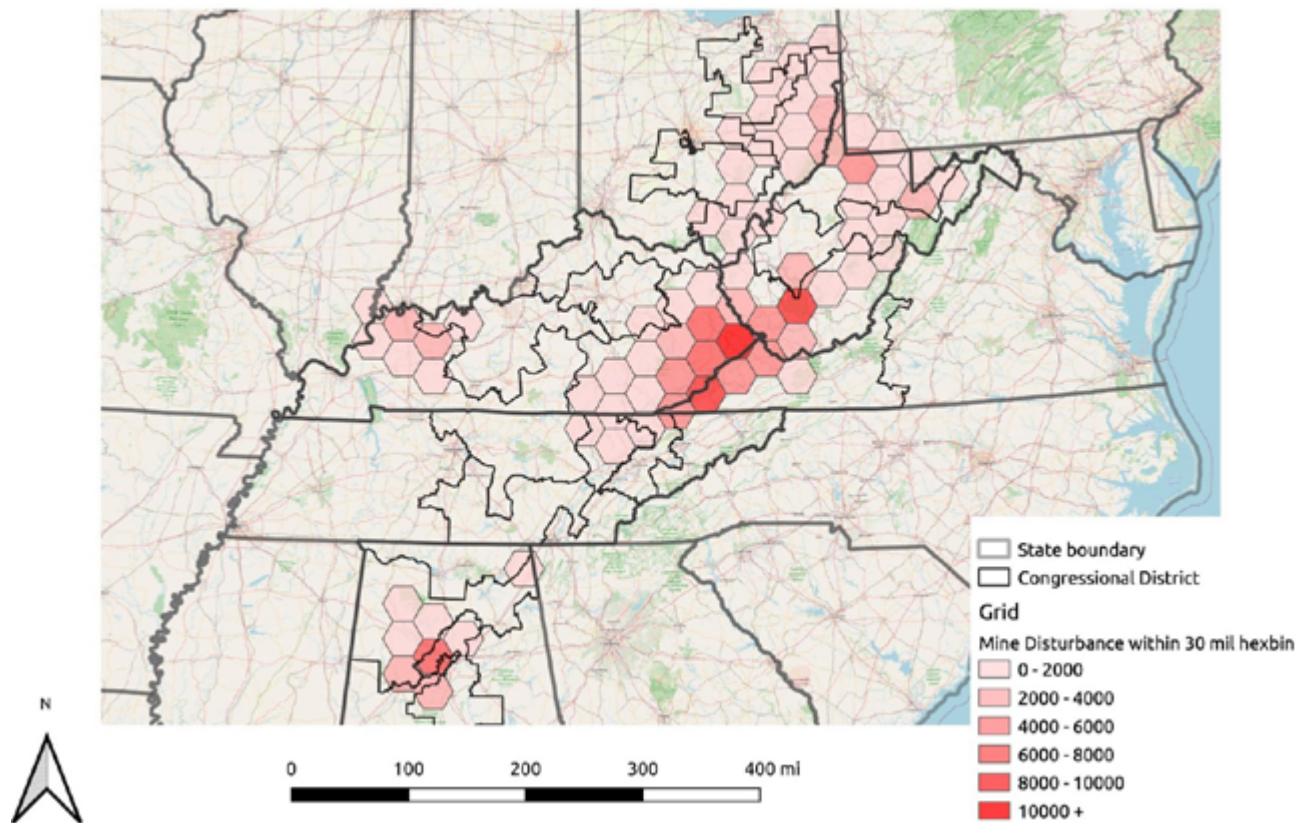 State boundary
Congressional District
Grid
Mine Disturbance within 30 mil hexbin
0 - 2000
2000 - 4000
4000 - 6000
6000 - 8000
8000 - 10000
10000 +
N
0 100 200 300 400 mi